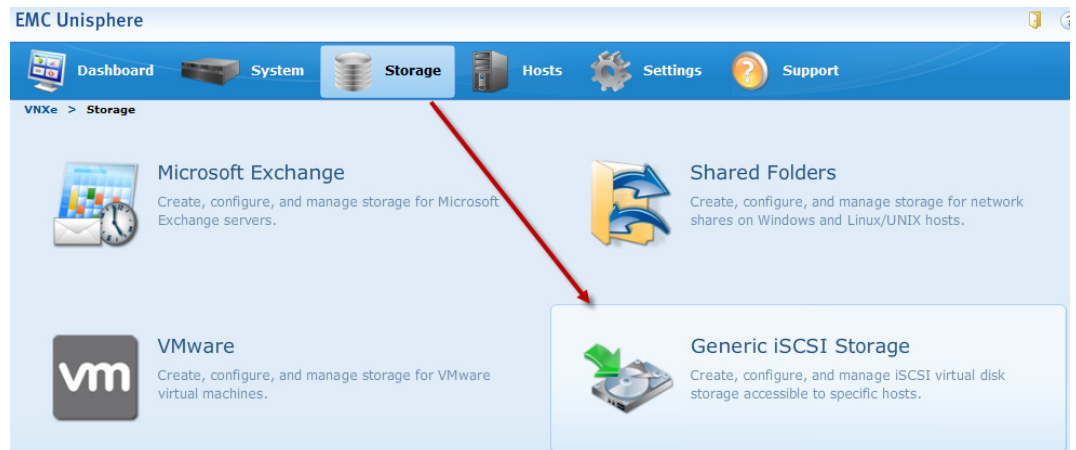 EMC Unisphere
?
Dashboard
System
Storage
Hosts
Settings
?
Support
VNXe > Storage
Microsoft Exchange
Create, configure, and manage storage for Microsoft
Exchange servers.
Shared Folders
Create, configure, and manage storage for network
shares on Windows and Linux/UNIX hosts.
vm
VMware
Create, configure, and manage storage for VMware
virtual machines.
Generic iSCSI Storage
Create, configure, and manage iSCSI virtual disk
storage accessible to specific hosts.